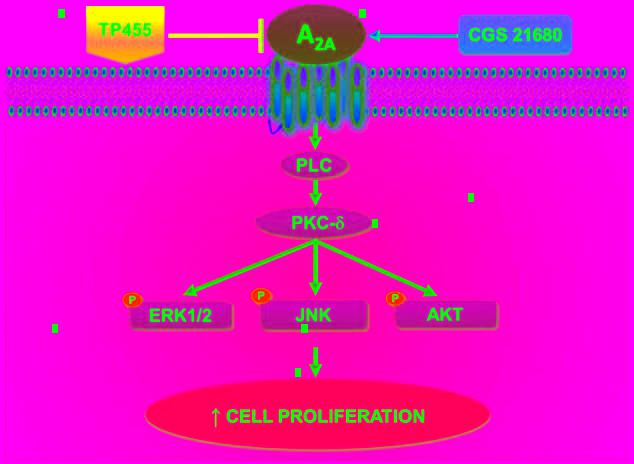 TP455
A2A
CGS 21680
PLC
PKC-δ
P
P
P
ERK1/2
JNK
AKT
↑ CELL PROLIFERATION